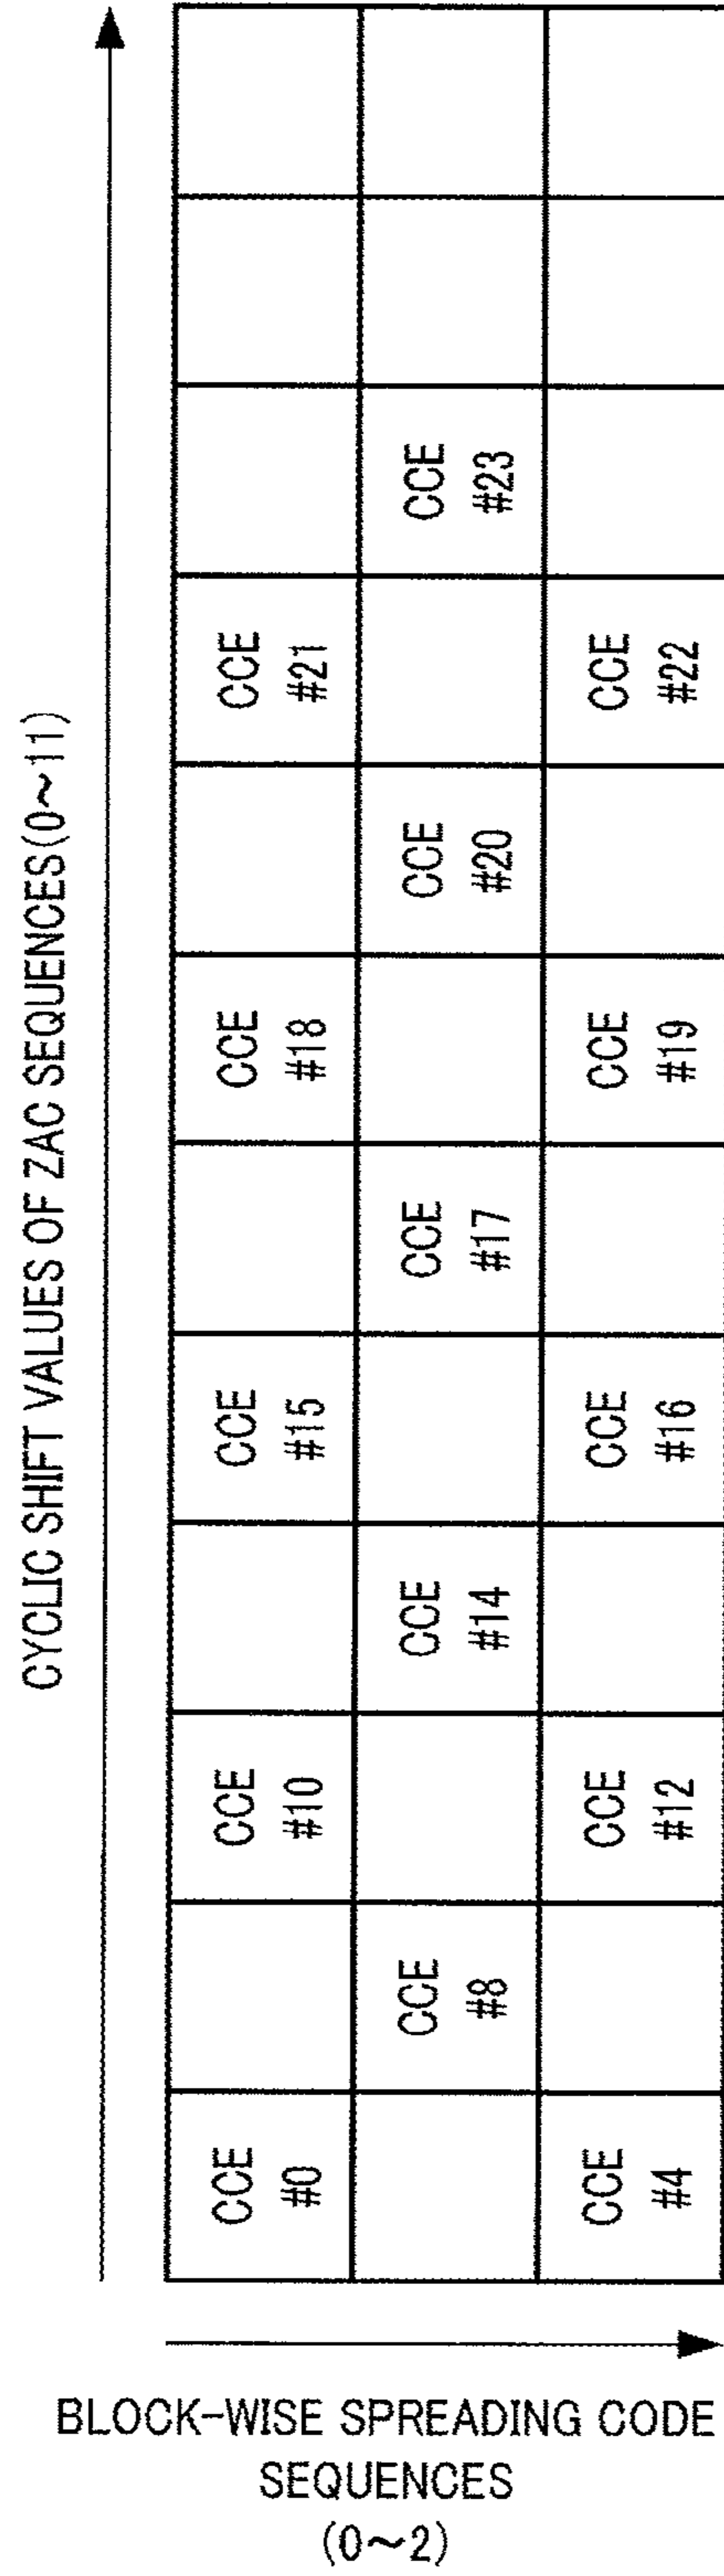 CYCLIC SHIFT VALUES OF ZAC SEQUENCES(0~11)
CCE
#0
CCE
#10
CCE
#15
CCE
#18
CCE
#21
CCE
#8
CCE
#14
CCE
#17
CCE
#20
CCE
#23
CCE
#4
CCE
#12
CCE
#16
CCE
#19
CCE
#22
BLOCK-WISE SPREADING CODE
SEQUENCES
(0~2)